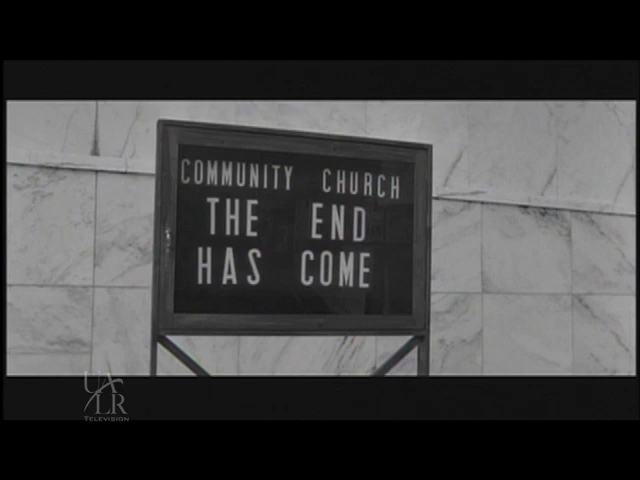 COMMUNITY CHURCH
THE END
HAS COME
UALR
TELEVISION